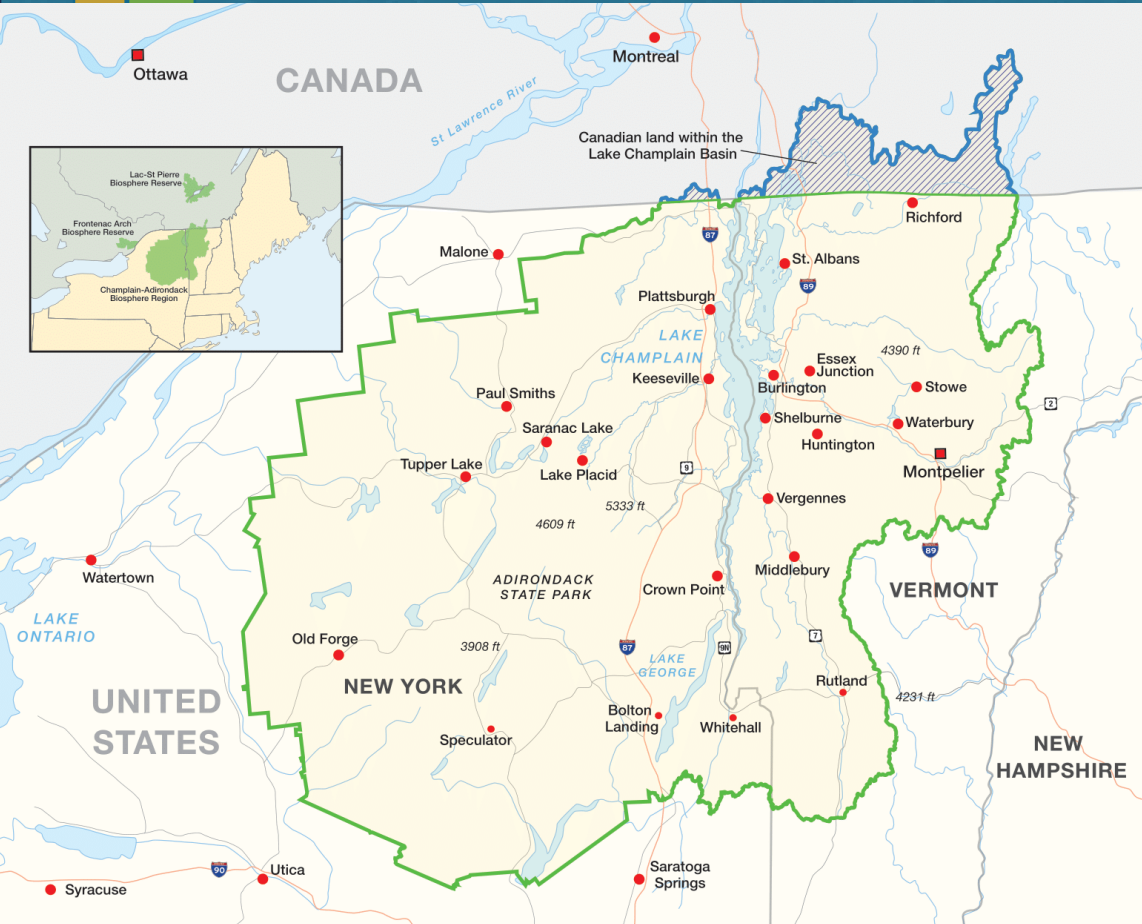 Montreal
Ottawa
CANADA
St Lawrence River
Canadian land within the
Lake Champlain Basin
Lac-St Pierre
Biosphere Reserve
Frontenac Arch
Biosphere Reserve
Champlain-Adirondack
Biosphere Region
Richford
Malone
87
St. Albans
89
Plattsburgh
LAKE
CHAMPLAIN
4390 ft
Essex
Junction
Keeseville
Burlington
Stowe
Paul Smiths
2
Saranac Lake
Shelburne
Waterbury
Huntington
Tupper Lake
Lake Placid
9
Montpelier
5333 ft
Vergennes
4609 ft
89
Watertown
Middlebury
ADIRONDACK
STATE PARK
Crown Point
VERMONT
LAKE
ONTARIO
Old Forge
3908 ft
87
9N
7
LAKE
GEORGE
NEW YORK
Rutland
4231 ft
UNITED
STATES
Bolton
Landing
Whitehall
Speculator
NEW
HAMPSHIRE
90
Utica
Saratoga
Springs
Syracuse